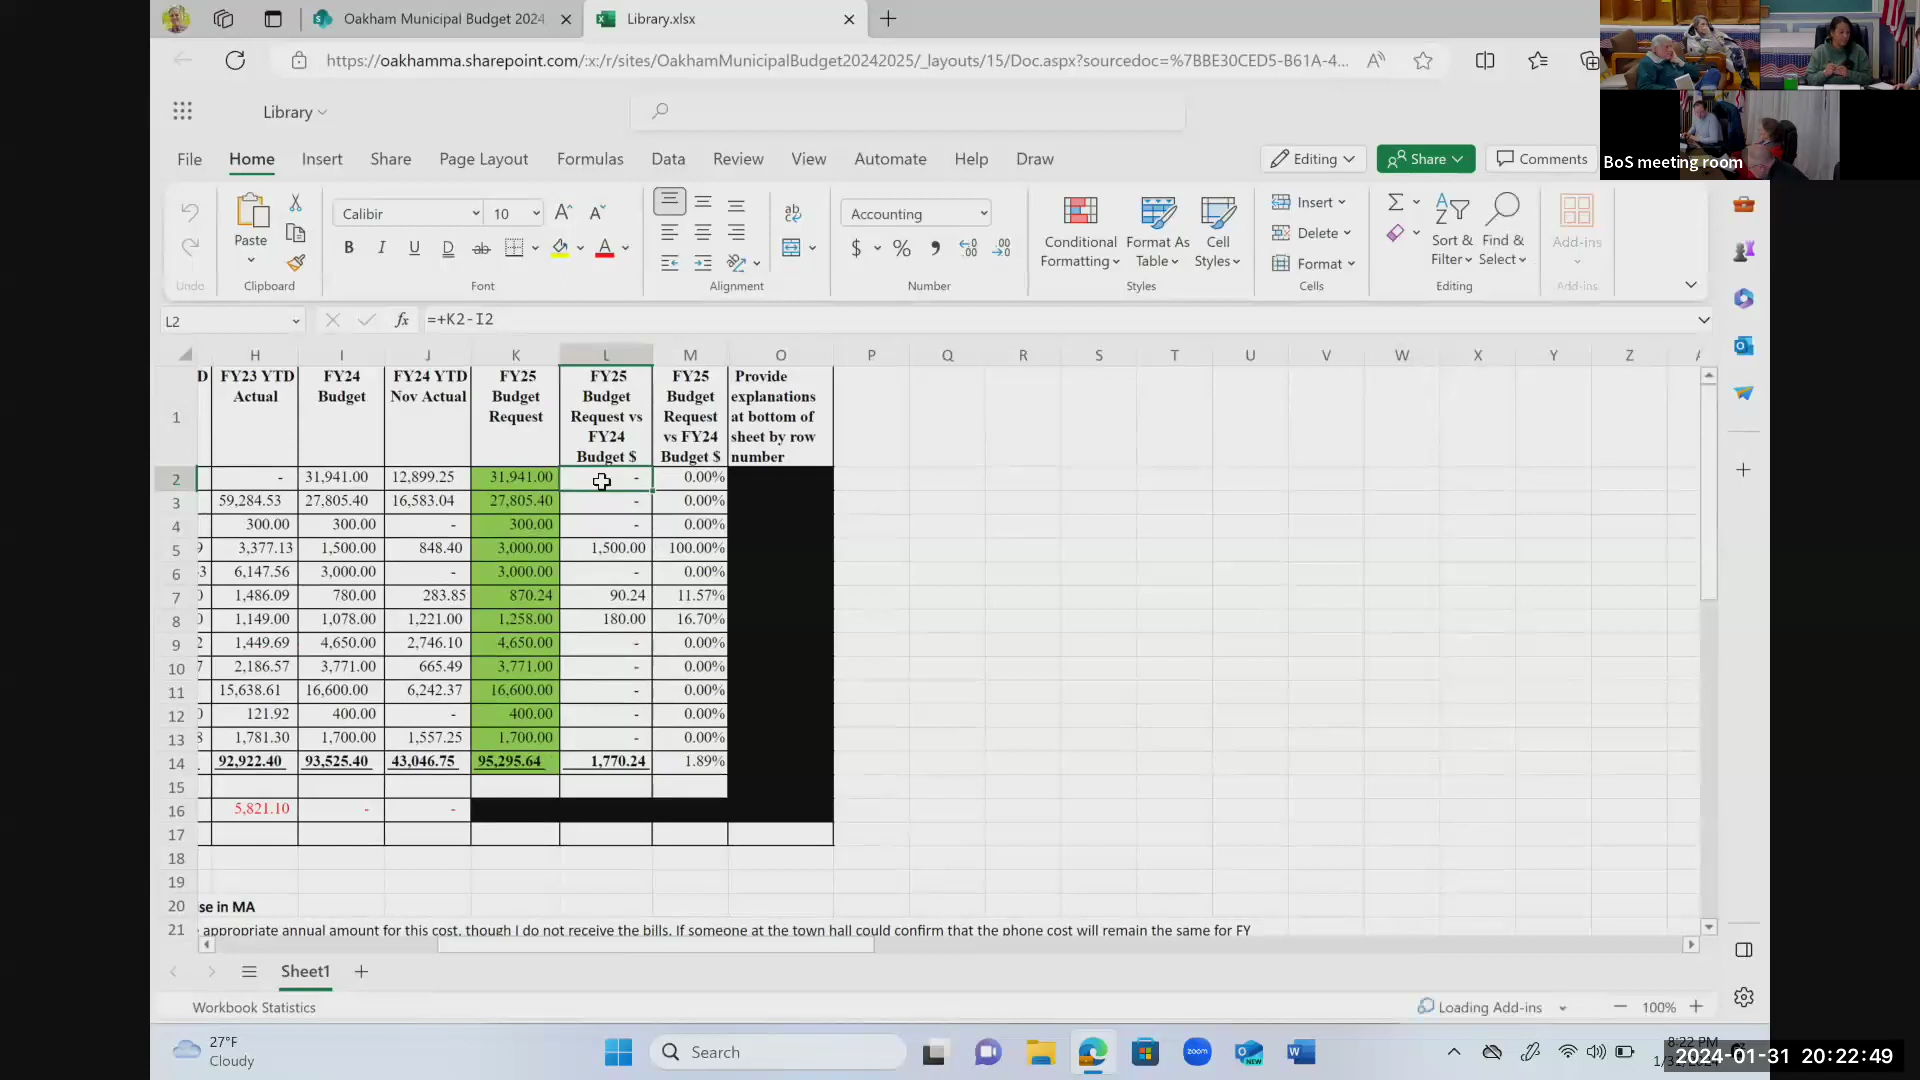 Oakham Municipal Budget 2024
Library.xlsx
https://oakhamma.sharepoint.com/:x:/r/sites/OakhamMunicipalBudget20242025/_layouts/15/Doc.aspx?sourcedoc=%7BBE30CED5-B61A-4...
BoS meeting room
Library
File Home Insert Share Page Layout Formulas Data Review View Automate Help Draw
Editing Share Comments
Paste
Calibri 10
Accounting
Conditional Formatting
Format As Table
Cell Styles
Insert
Delete
Format
Sort & Filter
Find & Select
Add-ins
Undo Clipboard Font Alignment Number Styles Cells Editing Add-ins
L2 fx =+K2-I2
H I J K L M O P Q R S T U V W X Y Z
1 D FY23 YTD Actual FY24 Budget FY24 YTD Nov Actual FY25 Budget Request FY25 Budget Request vs FY24 Budget $ FY25 Budget Request vs FY24 Budget $ Provide explanations at bottom of sheet by row number
2 - 31,941.00 12,899.25 31,941.00 - 0.00%
3 59,284.53 27,805.40 16,583.04 27,805.40 - 0.00%
4 300.00 300.00 - 300.00 - 0.00%
5 9 3,377.13 1,500.00 848.40 3,000.00 1,500.00 100.00%
6 3 6,147.56 3,000.00 - 3,000.00 - 0.00%
7 0 1,486.09 780.00 283.85 870.24 90.24 11.57%
8 0 1,149.00 1,078.00 1,221.00 1,258.00 180.00 16.70%
9 2 1,449.69 4,650.00 2,746.10 4,650.00 - 0.00%
10 7 2,186.57 3,771.00 665.49 3,771.00 - 0.00%
11 15,638.61 16,600.00 6,242.37 16,600.00 - 0.00%
12 0 121.92 400.00 - 400.00 - 0.00%
13 8 1,781.30 1,700.00 1,557.25 1,700.00 - 0.00%
14 92,922.40 93,525.40 43,046.75 95,295.64 1,770.24 1.89%
15
16 5,821.10 - -
17
18
19
20 se in MA
21 appropriate annual amount for this cost, though I do not receive the bills. If someone at the town hall could confirm that the phone cost will remain the same for FY
Sheet1
Workbook Statistics
Loading Add-ins
100%
27°F
Cloudy
Search
zoom
NEW
8:22 PM
2024-01-31 20:22:49